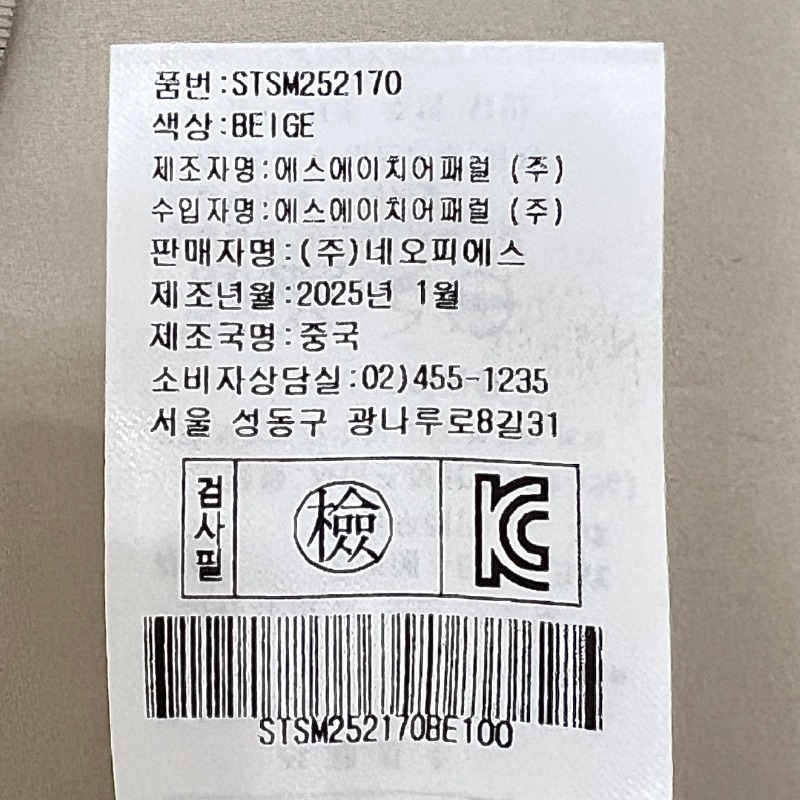 품번:STSM252170
색상:BEIGE
제조자명:에스에이치어패럴 (주)
수입자명:에스에이치어패럴 (주)
판매자명:(주)네오피에스
제조년월:2025년 1월
제조국명:중국
소비자상담실:02)455-1235
서울 성동구 광나루로8길31
검사필
檢
KC
STSM252170BE100